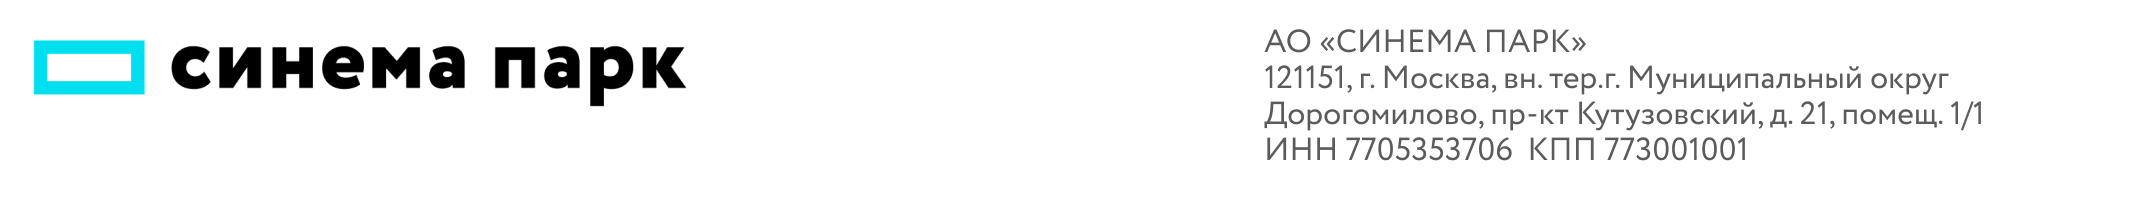 синема парк
АО «СИНЕМА ПАРК»
121151, г. Москва, вн. тер.г. Муниципальный округ
Дорогомилово, пр-кт Кутузовский, д. 21, помещ. 1/1
ИНН 7705353706 КПП 773001001